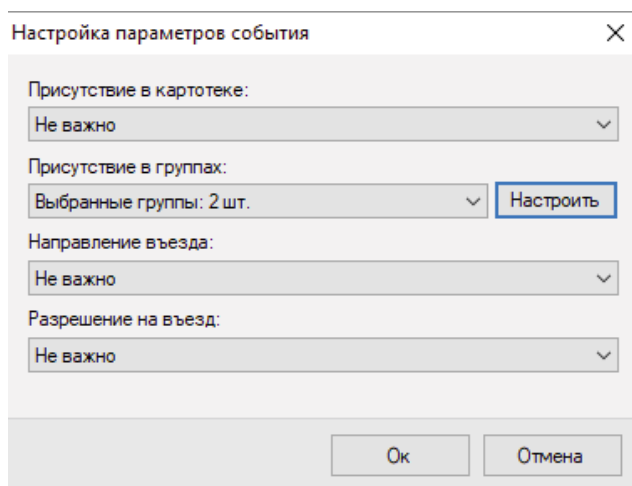 Настройка параметров события
Присутствие в картотеке:
Не важно
Присутствие в группах:
Выбранные группы: 2 шт.
Настроить
Направление въезда:
Не важно
Разрешение на въезд:
Не важно
Ок
Отмена